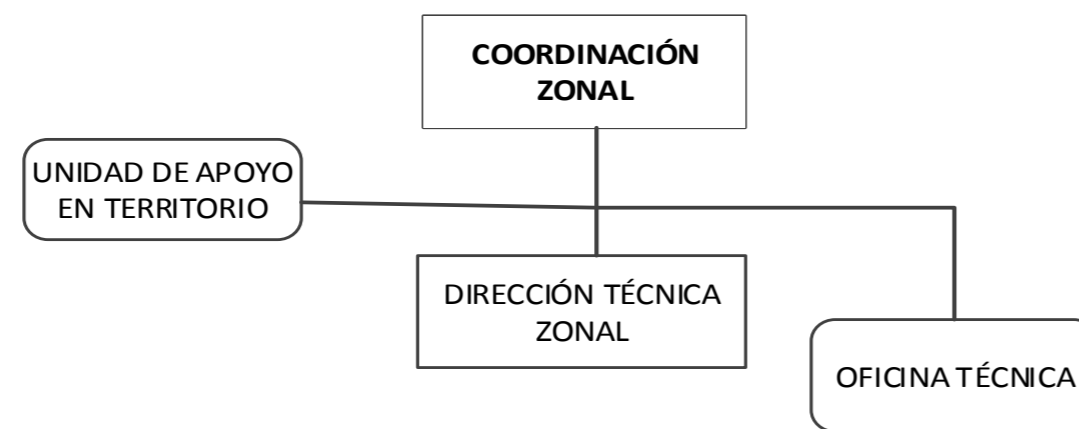 COORDINACIÓN
ZONAL
UNIDAD DE APOYO
EN TERRITORIO
DIRECCIÓN TÉCNICA
ZONAL
OFICINA TÉCNICA